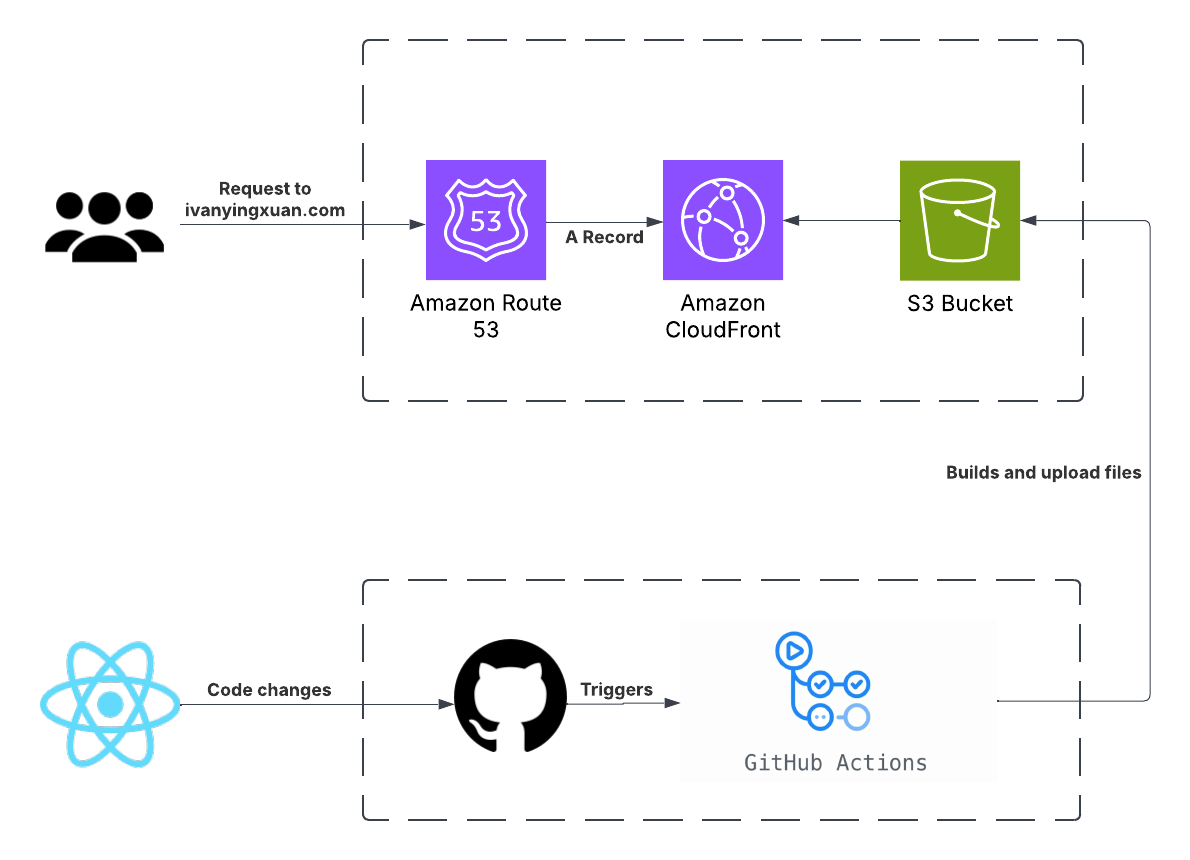 Request to
ivanyingxuan.com
53
A Record
Amazon Route
53
Amazon
CloudFront
S3 Bucket
Builds and upload files
Code changes
Triggers
GitHub Actions